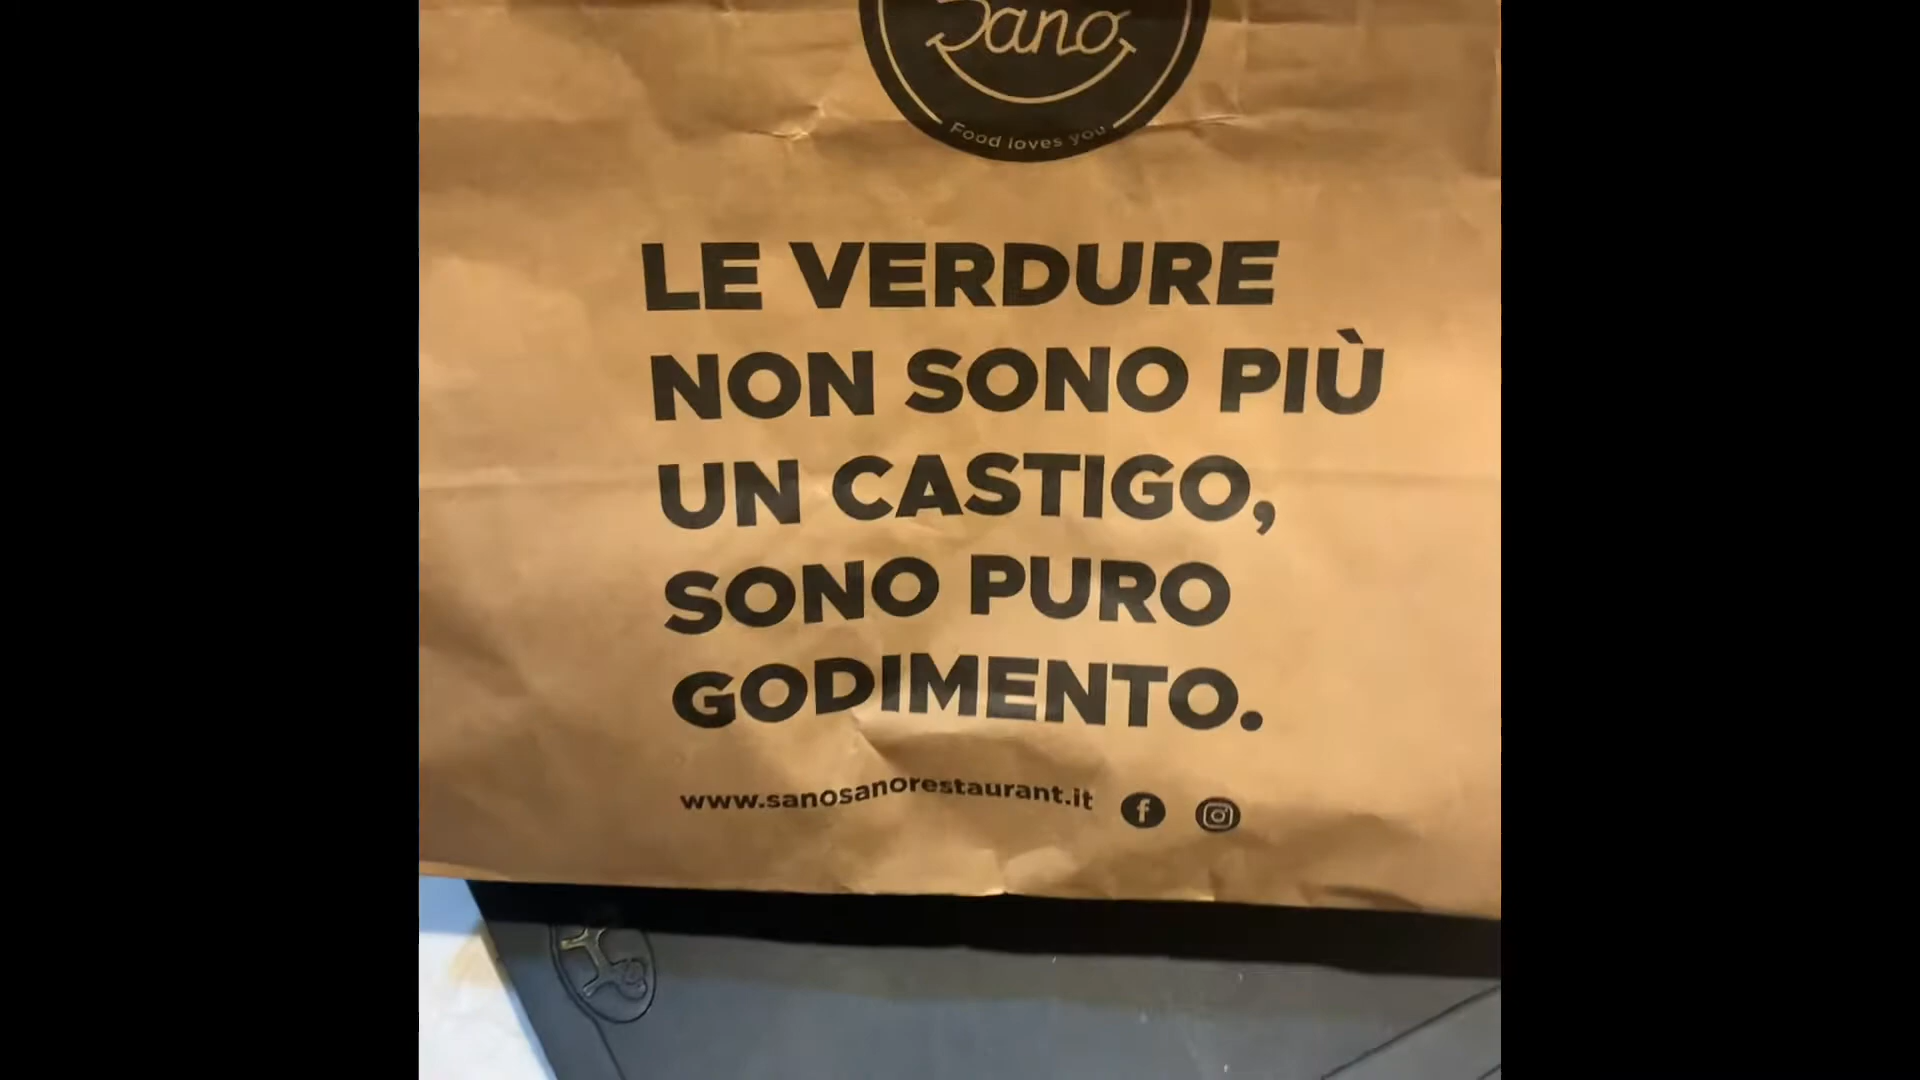 Sano
Food loves you
LE VERDURE
NON SONO PIÙ
UN CASTIGO,
SONO PURO
GODIMENTO.
www.sanosanorestaurant.it